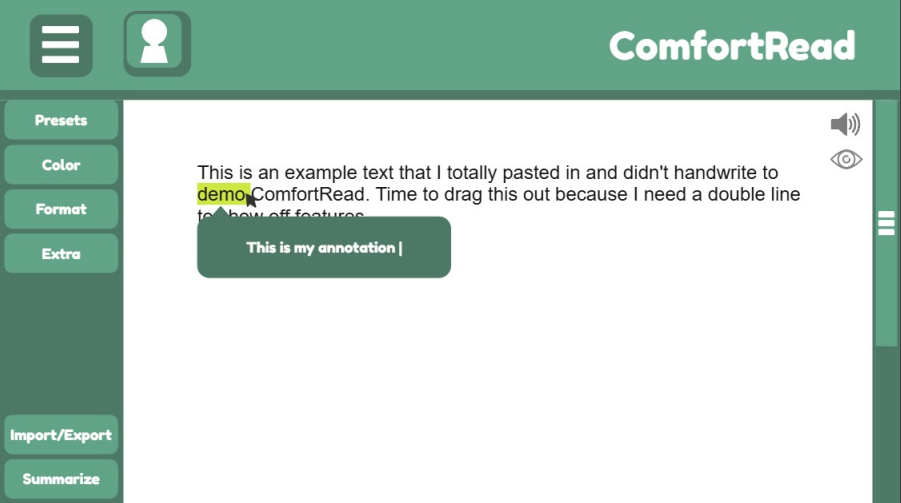 ComfortRead
Presets
Color
Format
Extra
Import/Export
Summarize
This is an example text that I totally pasted in and didn't handwrite to
demo ComfortRead. Time to drag this out because I need a double line
to show off features.
This is my annotation |